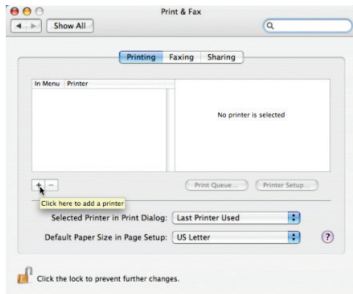 Print & Fax
Show All
Printing Faxing Sharing
In Menu Printer
No printer is selected
+ -
Print Queue... Printer Setup...
Click here to add a printer
Selected Printer in Print Dialog: Last Printer Used
Default Paper Size in Page Setup: US Letter
?
Click the lock to prevent further changes.